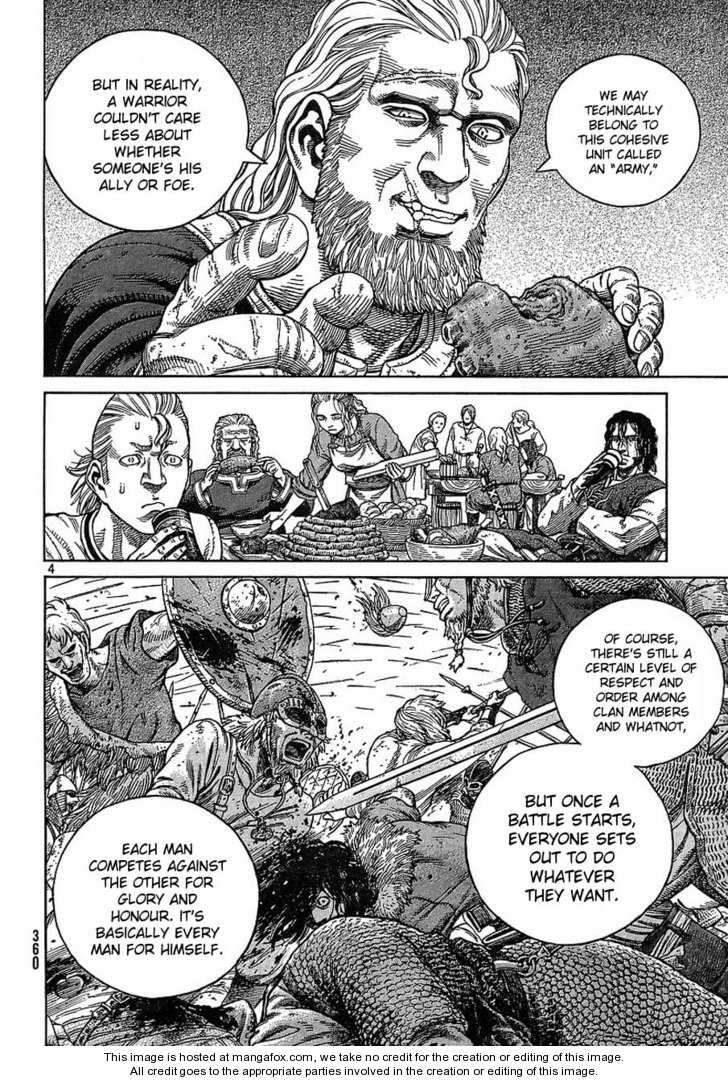 WE MAY
TECHNICALLY
BELONG TO
THIS COHESIVE
UNIT CALLED
AN "ARMY,"
BUT IN REALITY,
A WARRIOR
COULDN'T CARE
LESS ABOUT
WHETHER
SOMEONE'S HIS
ALLY OR FOE.
4
OF COURSE,
THERE'S STILL A
CERTAIN LEVEL OF
RESPECT AND
ORDER AMONG
CLAN MEMBERS
AND WHATNOT,
BUT ONCE A
BATTLE STARTS,
EVERYONE SETS
OUT TO DO
WHATEVER
THEY WANT.
EACH MAN
COMPETES AGAINST
THE OTHER FOR
GLORY AND
HONOUR. IT'S
BASICALLY EVERY
MAN FOR HIMSELF.
360
This image is hosted at mangafox.com, we take no credit for the creation or editing of this image.
All credit goes to the appropriate parties involved in the creation or editing of this image.